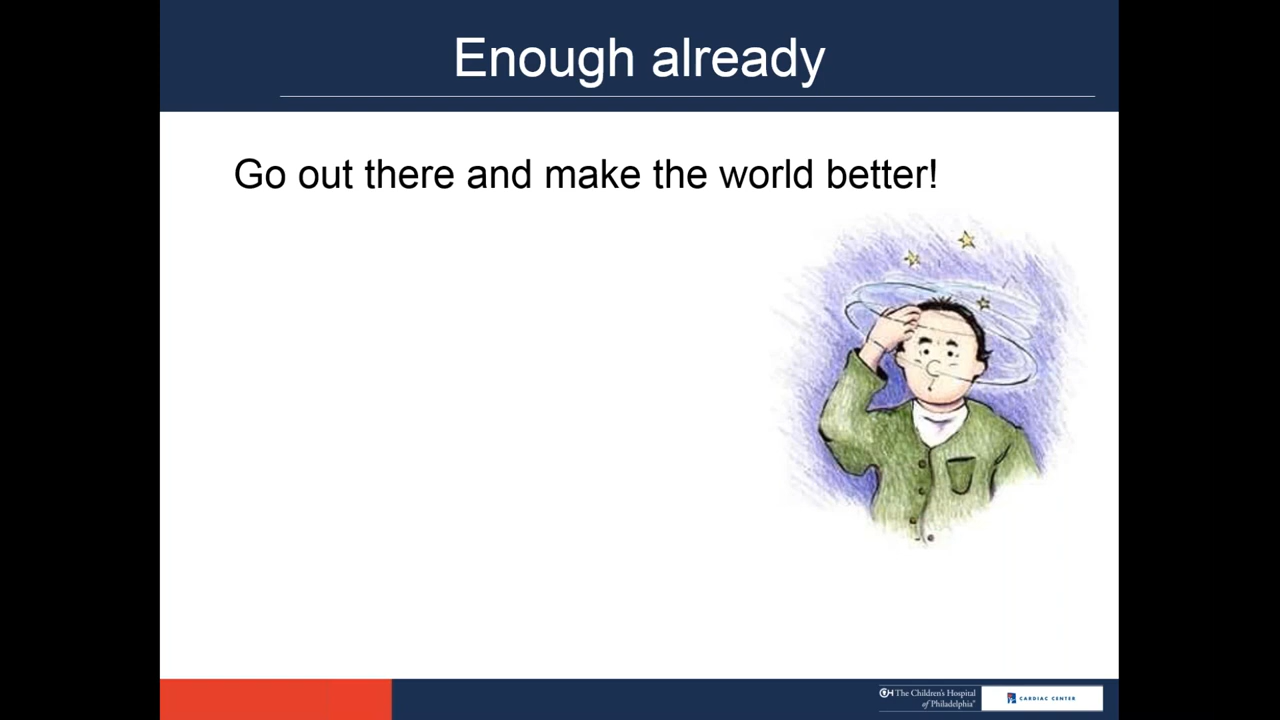 Enough already
Go out there and make the world better!
The Children's Hospital
of Philadelphia®
CARDIAC CENTER